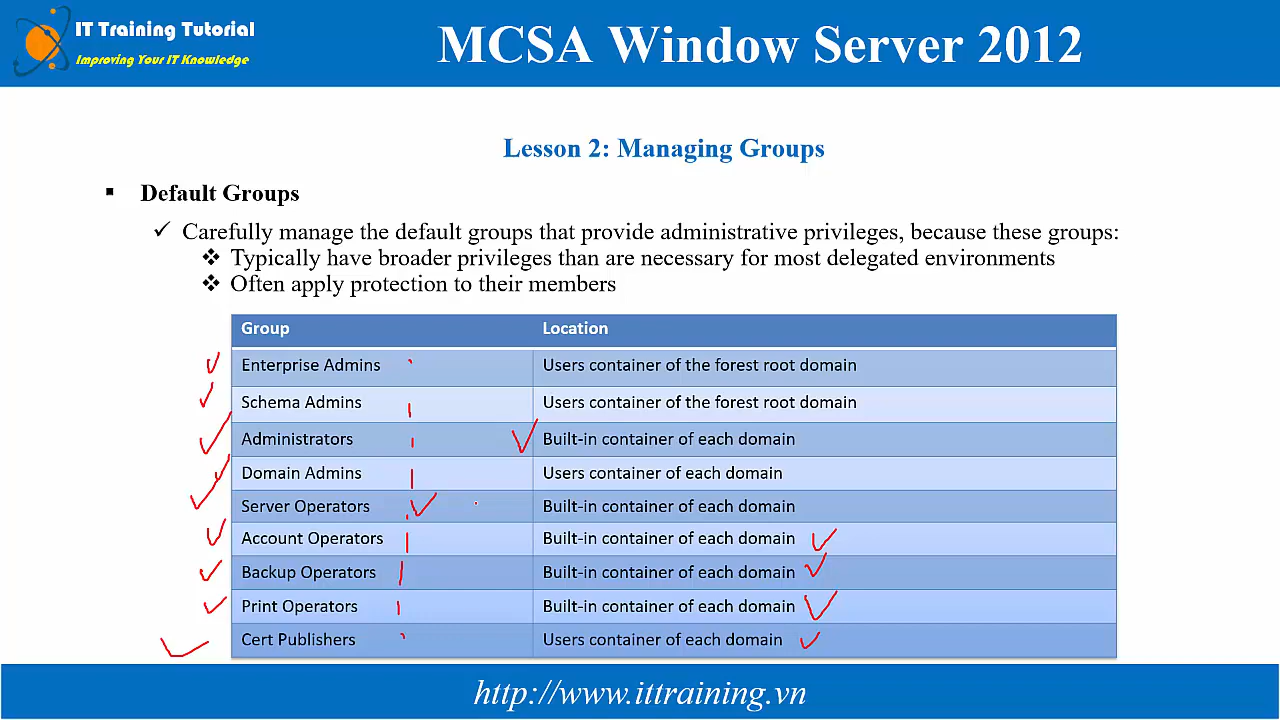 IT Training Tutorial
Improving Your IT Knowledge
MCSA Window Server 2012
Lesson 2: Managing Groups
Default Groups
Carefully manage the default groups that provide administrative privileges, because these groups:
Typically have broader privileges than are necessary for most delegated environments
Often apply protection to their members
Group Location
Enterprise Admins Users container of the forest root domain
Schema Admins Users container of the forest root domain
Administrators Built-in container of each domain
Domain Admins Users container of each domain
Server Operators Built-in container of each domain
Account Operators Built-in container of each domain
Backup Operators Built-in container of each domain
Print Operators Built-in container of each domain
Cert Publishers Users container of each domain
http://www.ittraining.vn